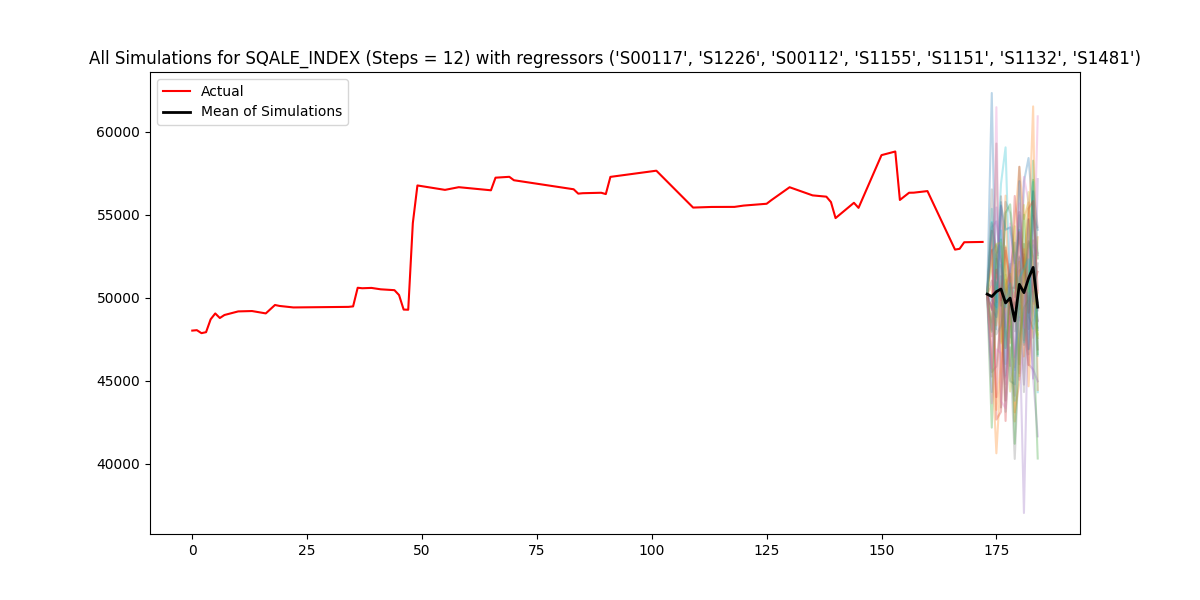 All Simulations for SQALE_INDEX (Steps = 12) with regressors ('S00117', 'S1226', 'S00112', 'S1155', 'S1151', 'S1132', 'S1481')
Actual
Mean of Simulations
60000
55000
50000
45000
40000
0 25 50 75 100 125 150 175